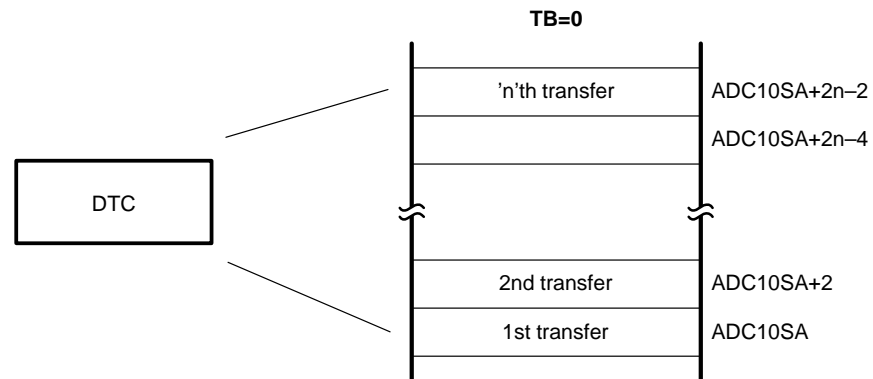 TB=0
’n’th transfer ADC10SA+2n–2
ADC10SA+2n–4
DTC
2nd transfer ADC10SA+2
1st transfer ADC10SA